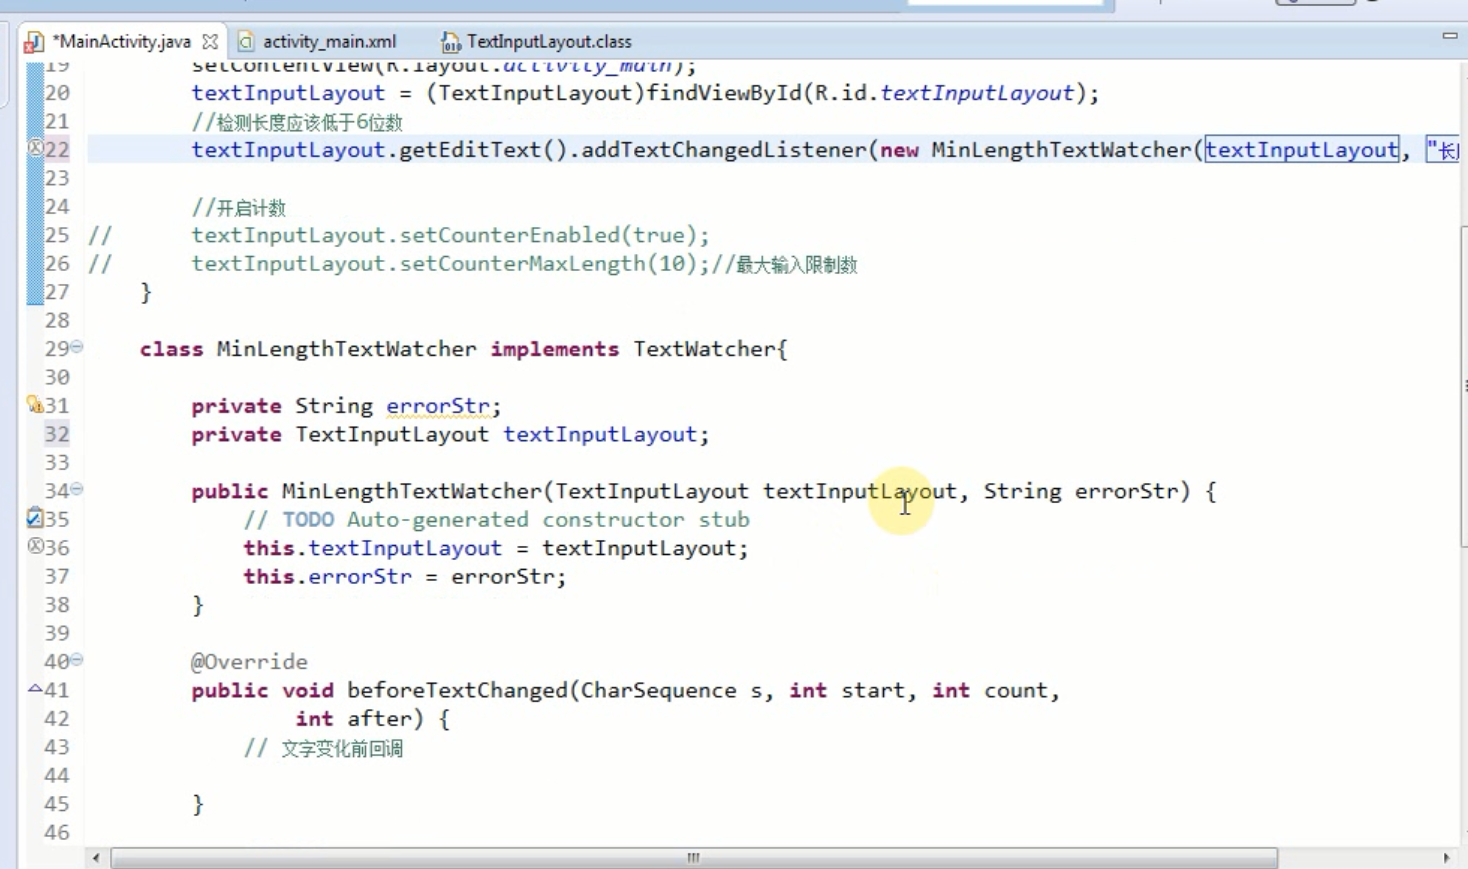 *MainActivity.java
activity_main.xml
TextInputLayout.class
19 setContentView(R.layout.activity_main);
20 textInputLayout = (TextInputLayout)findViewById(R.id.textInputLayout);
21 //检测长度应该低于6位数
22 textInputLayout.getEditText().addTextChangedListener(new MinLengthTextWatcher(textInputLayout, "长
23
24 //开启计数
25 // textInputLayout.setCounterEnabled(true);
26 // textInputLayout.setCounterMaxLength(10);//最大输入限制数
27 }
28
29 class MinLengthTextWatcher implements TextWatcher{
30
31 private String errorStr;
32 private TextInputLayout textInputLayout;
33
34 public MinLengthTextWatcher(TextInputLayout textInputLayout, String errorStr) {
35 // TODO Auto-generated constructor stub
36 this.textInputLayout = textInputLayout;
37 this.errorStr = errorStr;
38 }
39
40 @Override
41 public void beforeTextChanged(CharSequence s, int start, int count,
42 int after) {
43 // 文字变化前回调
44
45 }
46